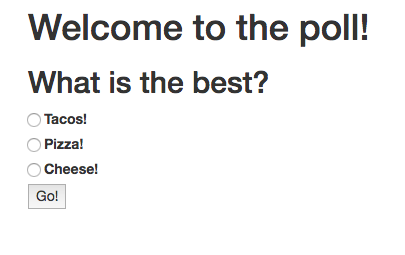 Welcome to the poll!
What is the best?
Tacos!
Pizza!
Cheese!
Go!